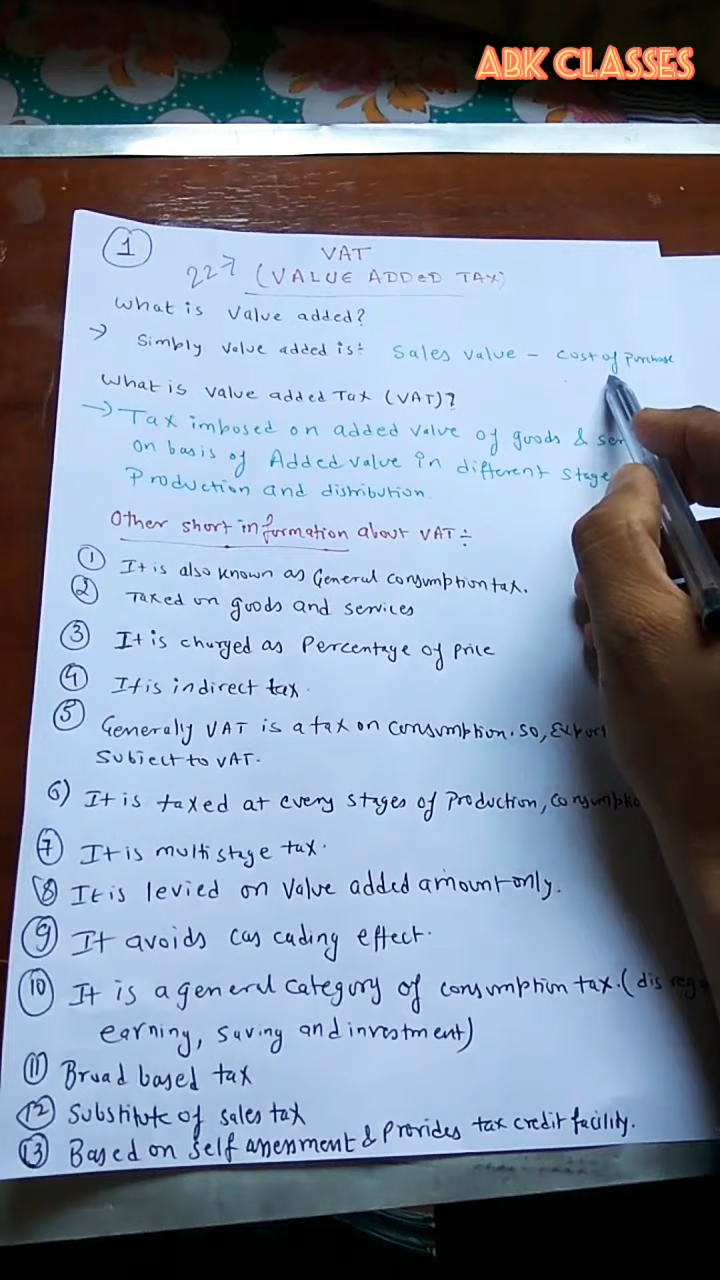 ABK CLASSES
1
VAT
227 (VALUE ADDED TAX)
What is Value added?
→ Simply value added is÷ Sales value - cost of Purchase
What is value added Tax (VAT)?
→ Tax imposed on added value of goods &
on basis of Added value in different stage
Production and distribution
Other short information about VAT÷
1 It is also known as General consumption tax.
2 Taxed on goods and services
3 It is charged as Percentage of price
4 It is indirect tax.
5 Generally VAT is a tax on consumption. so, Export
Subject to VAT.
6) It is taxed at every stages of Production,
7 It is multistage tax.
8 It is levied on Value added amount only.
9 It avoids cas cading effect.
10 It is a general category of consumption tax. (
earning, saving and investment)
11 Broad based tax
12 Substitute of sales tax
13 Based on self assessment & provides tax credit facility.